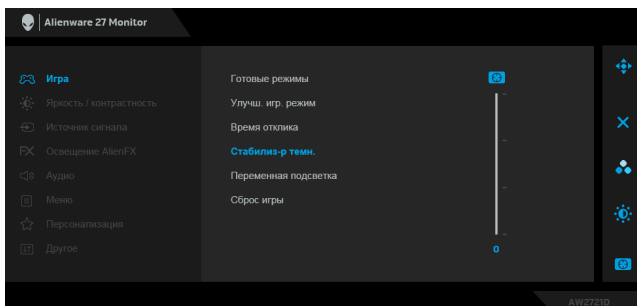 Alienware 27 Monitor
Игра
Яркость / контрастность
Источник сигнала
FX Освещение AlienFX
Аудио
Меню
Персонализация
Другое
Готовые режимы
Улучш. игр. режим
Время отклика
Стабилиз-р темн.
Переменная подсветка
Сброс игры
0
AW2721D